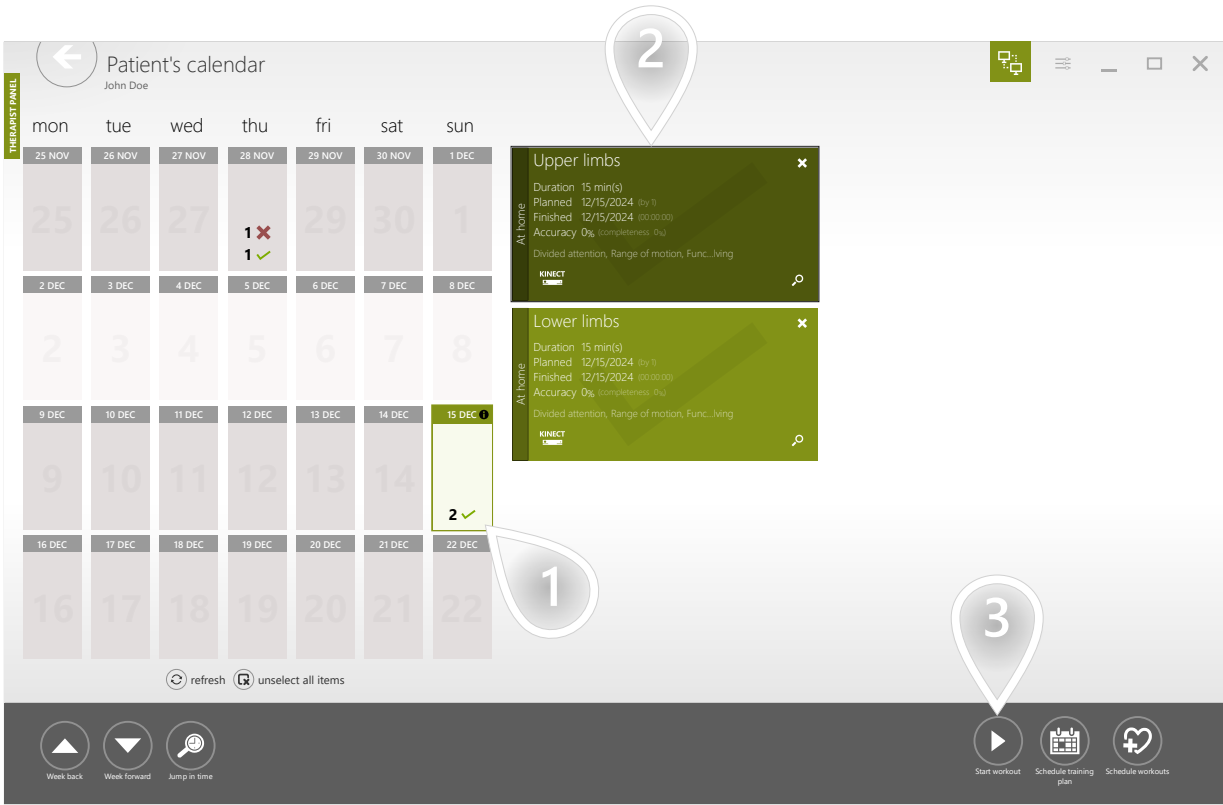 2
Patient's calendar
John Doe
THERAPIST PANEL
mon tue wed thu fri sat sun
25 NOV 26 NOV 27 NOV 28 NOV 29 NOV 30 NOV 1 DEC
25 26 27 29 30 1
1
1
2 DEC 3 DEC 4 DEC 5 DEC 6 DEC 7 DEC 8 DEC
2 3 4 5 6 7 8
9 DEC 10 DEC 11 DEC 12 DEC 13 DEC 14 DEC 15 DEC
9 10 11 12 13 14
2
16 DEC 17 DEC 18 DEC 19 DEC 20 DEC 21 DEC 22 DEC
16 17 18 19 20 21 22
refresh unselect all items
At home
Upper limbs
Duration 15 min(s)
Planned 12/15/2024 (by 1)
Finished 12/15/2024 (00:00:00)
Accuracy 0% (completeness 0%)
Divided attention, Range of motion, Func...lving
KINECT
At home
Lower limbs
Duration 15 min(s)
Planned 12/15/2024 (by 1)
Finished 12/15/2024 (00:00:00)
Accuracy 0% (completeness 0%)
Divided attention, Range of motion, Func...lving
KINECT
1
3
Week back
Week forward
Jump in time
Start workout
Schedule training
plan
Schedule workouts